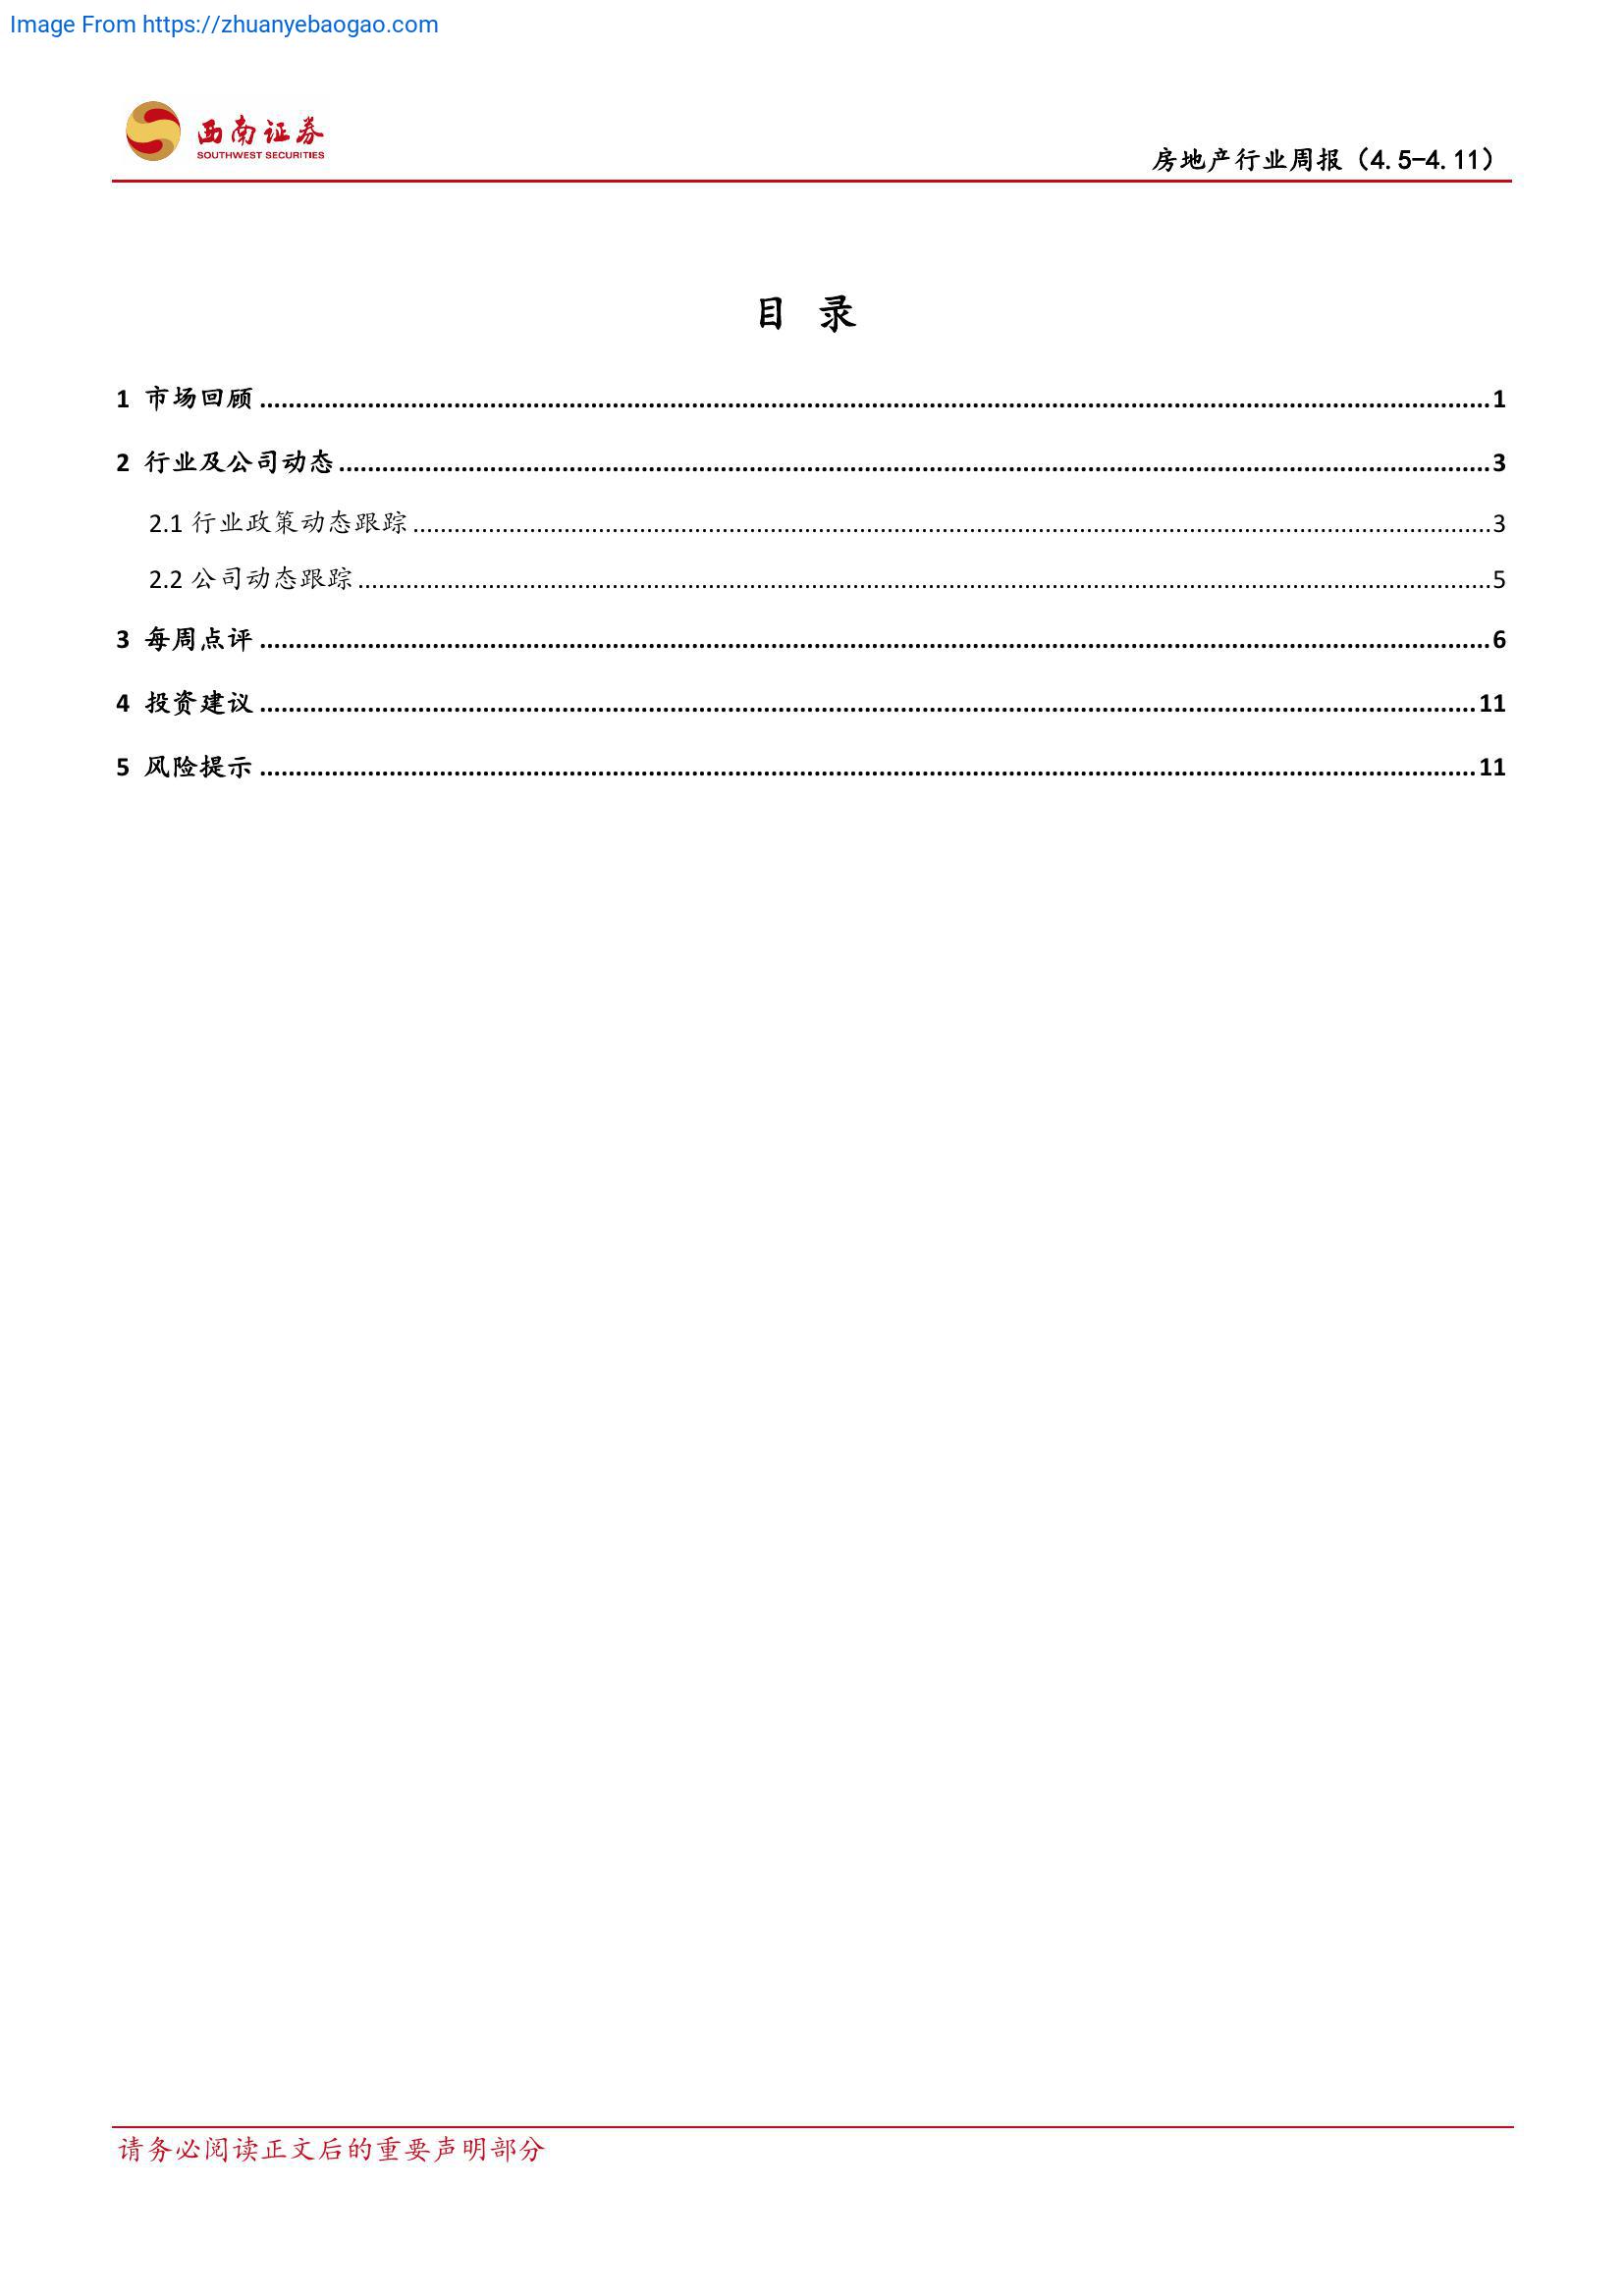 Image From https://zhuanyebaogao.com
西南证券
SOUTHWEST SECURITIES
房地产行业周报（4.5-4.11）
目 录
1 市场回顾 1
2 行业及公司动态 3
2.1 行业政策动态跟踪 3
2.2 公司动态跟踪 5
3 每周点评 6
4 投资建议 11
5 风险提示 11
请务必阅读正文后的重要声明部分